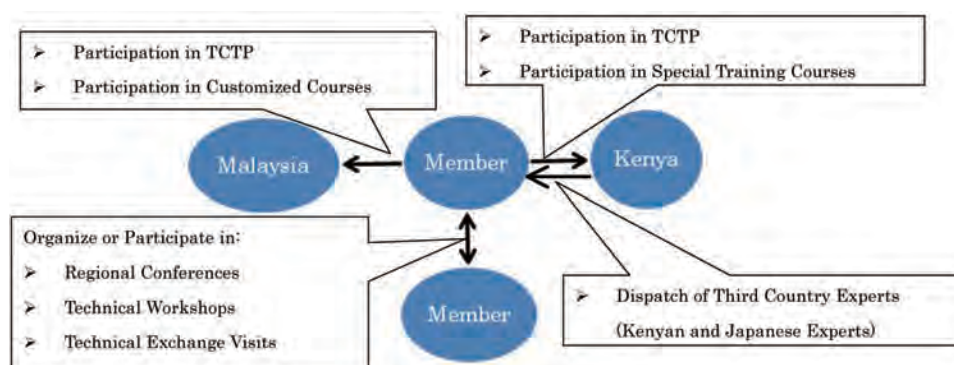 ➢ Participation in TCTP
➢ Participation in Customized Courses
➢ Participation in TCTP
➢ Participation in Special Training Courses
Malaysia
Member
Kenya
Organize or Participate in:
➢ Regional Conferences
➢ Technical Workshops
➢ Technical Exchange Visits
Member
➢ Dispatch of Third Country Experts
(Kenyan and Japanese Experts)